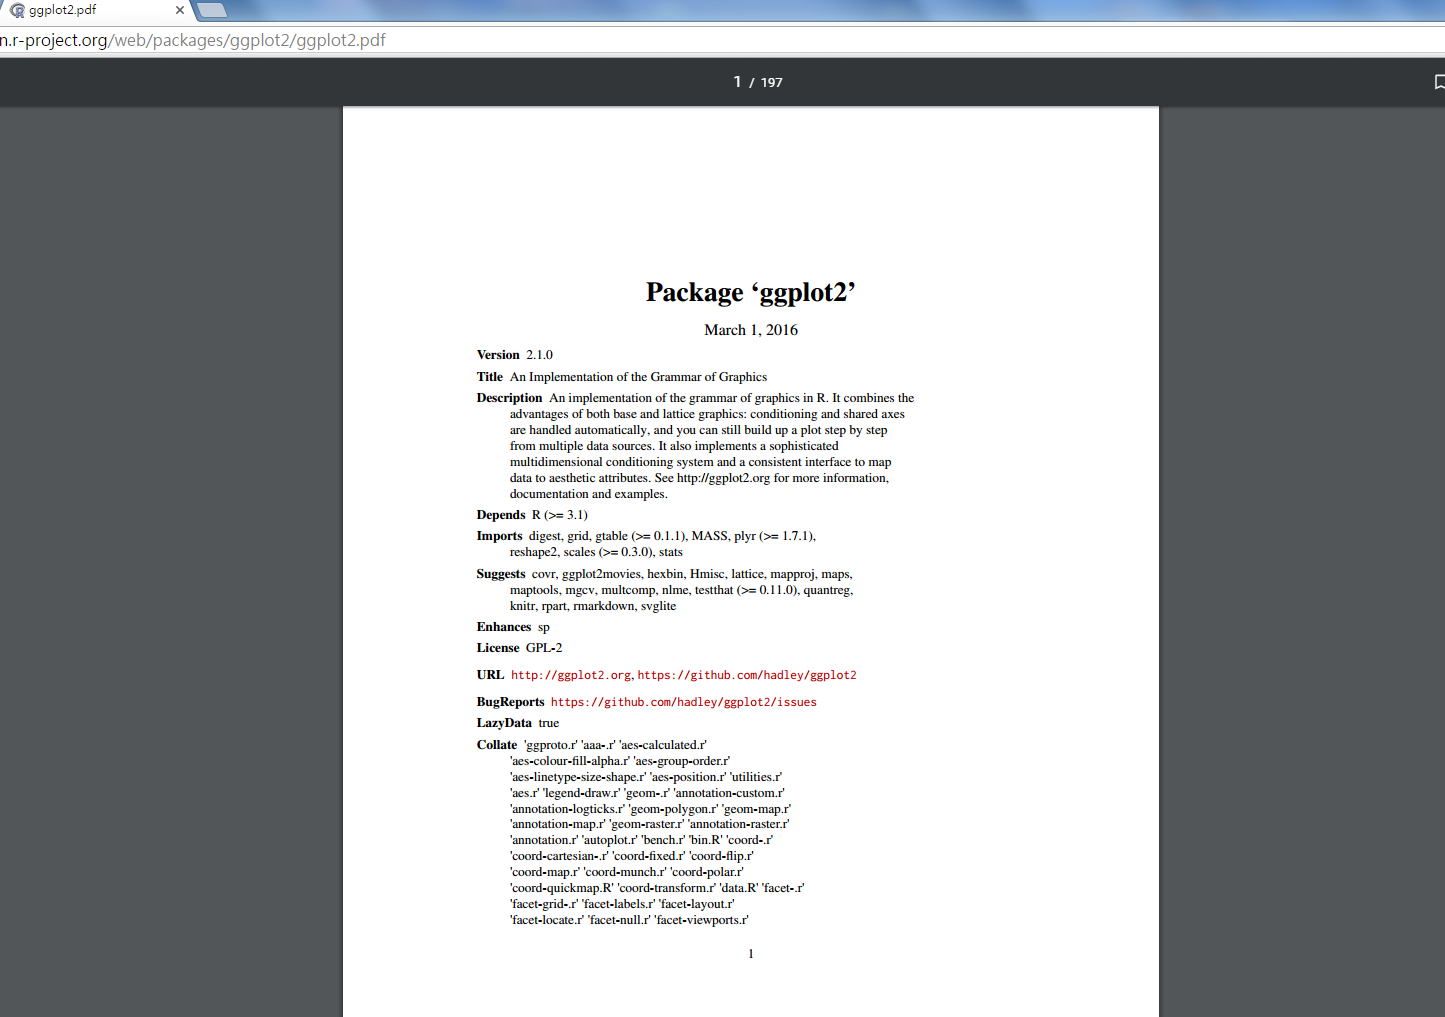 ggplot2.pdf
n.r-project.org/web/packages/ggplot2/ggplot2.pdf
1 / 197
Package ‘ggplot2’
March 1, 2016
Version 2.1.0
Title An Implementation of the Grammar of Graphics
Description An implementation of the grammar of graphics in R. It combines the
advantages of both base and lattice graphics: conditioning and shared axes
are handled automatically, and you can still build up a plot step by step
from multiple data sources. It also implements a sophisticated
multidimensional conditioning system and a consistent interface to map
data to aesthetic attributes. See http://ggplot2.org for more information,
documentation and examples.
Depends R (>= 3.1)
Imports digest, grid, gtable (>= 0.1.1), MASS, plyr (>= 1.7.1),
reshape2, scales (>= 0.3.0), stats
Suggests covr, ggplot2movies, hexbin, Hmisc, lattice, mapproj, maps,
maptools, mgcv, multcomp, nlme, testthat (>= 0.11.0), quantreg,
knitr, rpart, rmarkdown, svglite
Enhances sp
License GPL-2
URL http://ggplot2.org, https://github.com/hadley/ggplot2
BugReports https://github.com/hadley/ggplot2/issues
LazyData true
Collate 'ggproto.r' 'aaa-.r' 'aes-calculated.r'
'aes-colour-fill-alpha.r' 'aes-group-order.r'
'aes-linetype-size-shape.r' 'aes-position.r' 'utilities.r'
'aes.r' 'legend-draw.r' 'geom-.r' 'annotation-custom.r'
'annotation-logticks.r' 'geom-polygon.r' 'geom-map.r'
'annotation-map.r' 'geom-raster.r' 'annotation-raster.r'
'annotation.r' 'autoplot.r' 'bench.r' 'bin.R' 'coord-.r'
'coord-cartesian-.r' 'coord-fixed.r' 'coord-flip.r'
'coord-map.r' 'coord-munch.r' 'coord-polar.r'
'coord-quickmap.R' 'coord-transform.r' 'data.R' 'facet-.r'
'facet-grid-.r' 'facet-labels.r' 'facet-layout.r'
'facet-locate.r' 'facet-null.r' 'facet-viewports.r'
1